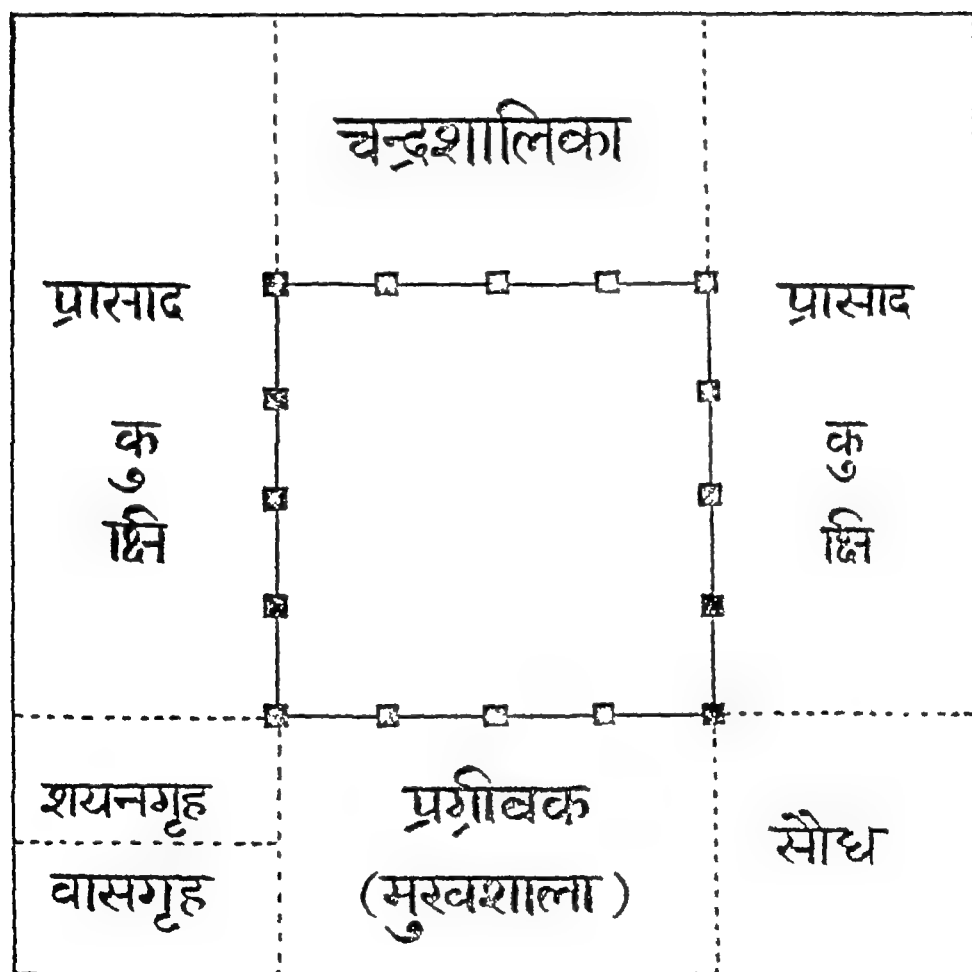 चन्द्रशालिका
प्रासाद
प्रासाद
कु
क्षि
कु
क्षि
शयनगृह
वासगृह
प्रग्रीवक
(मुखशाला)
सौध